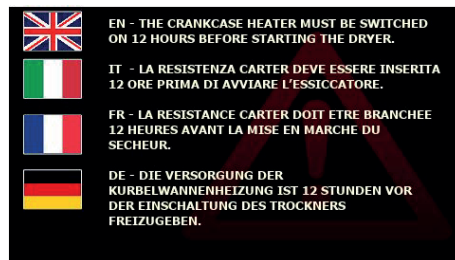 EN - THE CRANKCASE HEATER MUST BE SWITCHED
ON 12 HOURS BEFORE STARTING THE DRYER.
IT - LA RESISTENZA CARTER DEVE ESSERE INSERITA
12 ORE PRIMA DI AVVIARE L'ESSICCATORE.
FR - LA RESISTANCE CARTER DOIT ETRE BRANCHEE
12 HEURES AVANT LA MISE EN MARCHE DU
SECHEUR.
DE - DIE VERSORGUNG DER
KURBELWANNENHEIZUNG IST 12 STUNDEN VOR
DER EINSCHALTUNG DES TROCKNERS
FREIZUGEBEN.